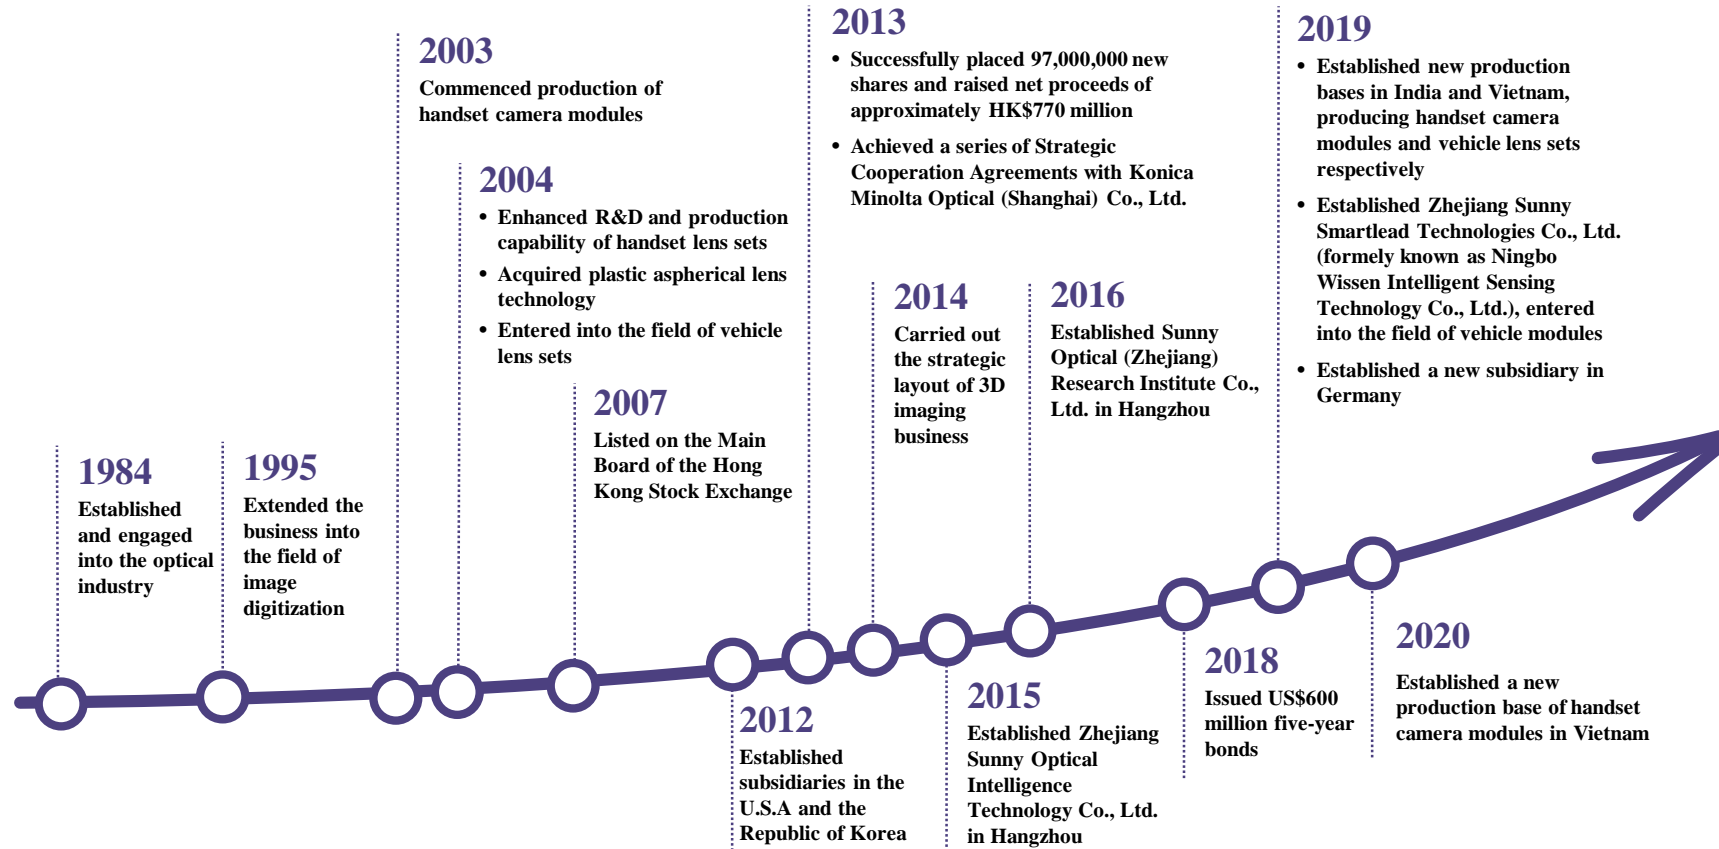 1984
Established
and engaged
into the optical
industry
1995
Extended the
business into
the field of
image
digitization
2003
Commenced production of
handset camera modules
2004
• Enhanced R&D and production
capability of handset lens sets
• Acquired plastic aspherical lens
technology
• Entered into the field of vehicle
lens sets
2007
Listed on the Main
Board of the Hong
Kong Stock Exchange
2012
Established
subsidiaries in the
U.S.A and the
Republic of Korea
2013
• Successfully placed 97,000,000 new
shares and raised net proceeds of
approximately HK$770 million
• Achieved a series of Strategic
Cooperation Agreements with Konica
Minolta Optical (Shanghai) Co., Ltd.
2014
Carried out
the strategic
layout of 3D
imaging
business
2015
Established Zhejiang
Sunny Optical
Intelligence
Technology Co., Ltd.
in Hangzhou
2016
Established Sunny
Optical (Zhejiang)
Research Institute Co.,
Ltd. in Hangzhou
2018
Issued US$600
million five-year
bonds
2019
• Established new production
bases in India and Vietnam,
producing handset camera
modules and vehicle lens sets
respectively
• Established Zhejiang Sunny
Smartlead Technologies Co., Ltd.
(formely known as Ningbo
Wissen Intelligent Sensing
Technology Co., Ltd.), entered
into the field of vehicle modules
• Established a new subsidiary in
Germany
2020
Established a new
production base of handset
camera modules in Vietnam